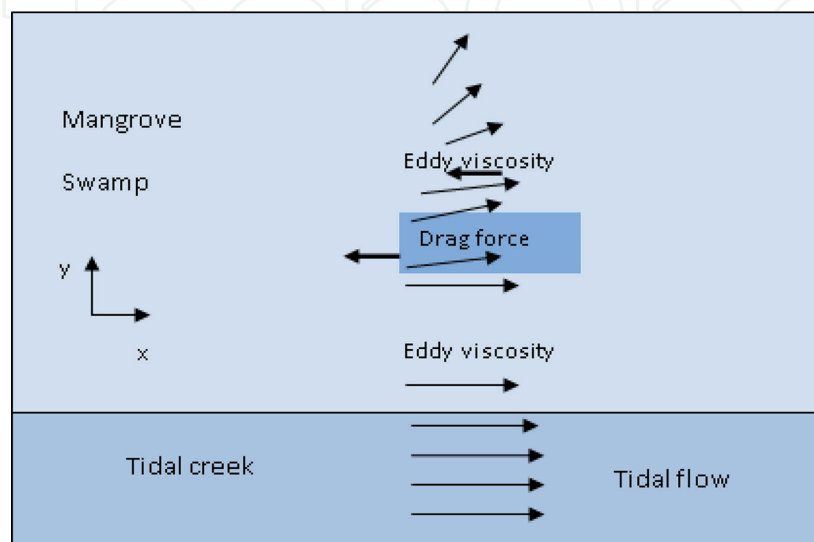 Mangrove
Eddy viscosity
Swamp
Drag force
y
x
Eddy viscosity
Tidal creek
Tidal flow